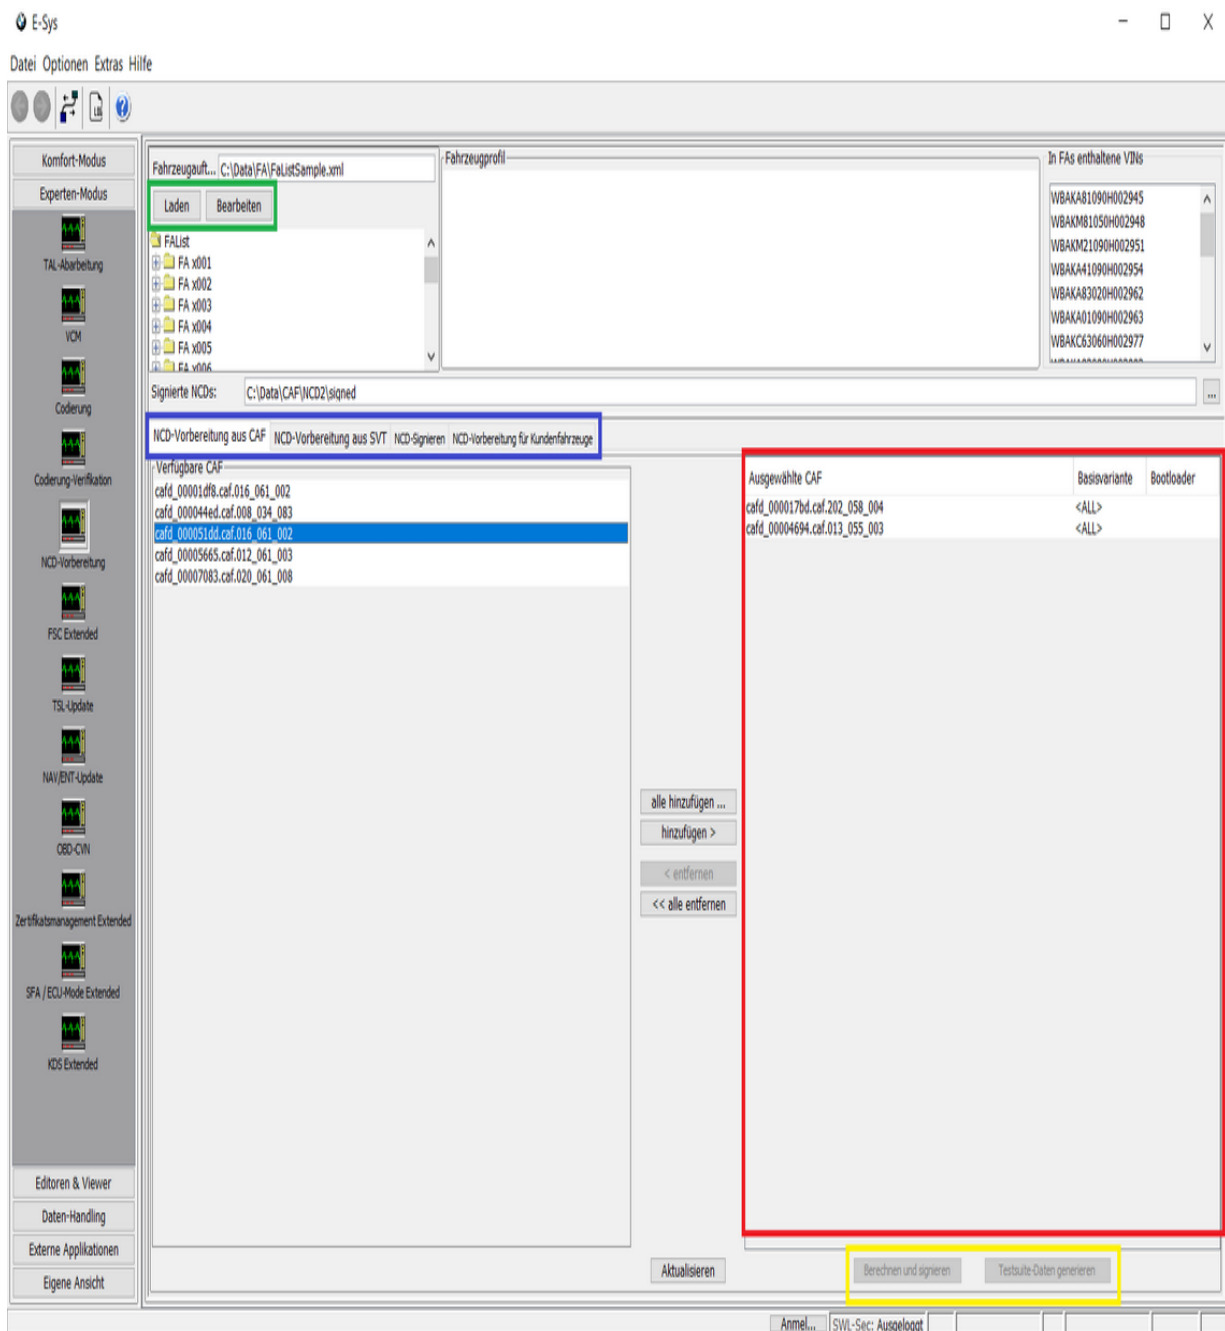 E-Sys
Datei Optionen Extras Hilfe
Komfort-Modus
Experten-Modus
TAL-Abarbeitung
VCM
Codierung
Codierung-Verifikation
NCD-Vorbereitung
FSC Extended
TSL-Update
NAV/ENT-Update
OBD-CVN
Zertifikatsmanagement Extended
SFA / ECU-Mode Extended
KDS Extended
Editoren & Viewer
Daten-Handling
Externe Applikationen
Eigene Ansicht
Fahrzeugauft... C:\Data\FA\FaListSample.xml
Laden Bearbeiten
FAList
FA x001
FA x002
FA x003
FA x004
FA x005
FA x006
Fahrzeugprofil
In FAs enthaltene VINs
WBAKA81090H002945
WBAKM81050H002948
WBAKM21090H002951
WBAKA41090H002954
WBAKA83020H002962
WBAKA01090H002963
WBAKC63060H002977
Signierte NCDs: C:\Data\CAF\NCD2\signed ...
NCD-Vorbereitung aus CAF NCD-Vorbereitung aus SVT NCD-Signieren NCD-Vorbereitung für Kundenfahrzeuge
Verfügbare CAF
cafd_00001df8.caf.016_061_002
cafd_000044ed.caf.008_034_083
cafd_000051dd.caf.016_061_002
cafd_00005665.caf.012_061_003
cafd_00007083.caf.020_061_008
alle hinzufügen ...
hinzufügen >
< entfernen
<< alle entfernen
Ausgewählte CAF Basisvariante Bootloader
cafd_000017bd.caf.202_058_004 <ALL>
cafd_00004694.caf.013_055_003 <ALL>
Aktualisieren Berechnen und signieren Testsuite-Daten generieren
Anmel... SWL-Sec: Ausgeloggt